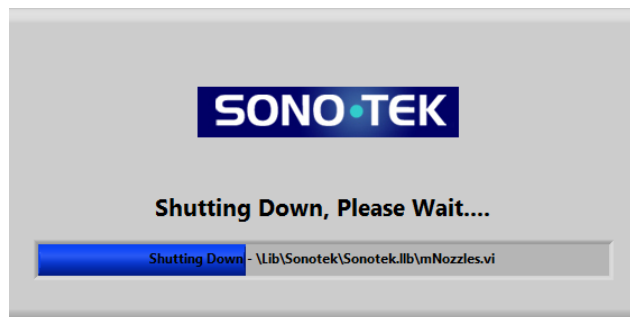 SONO•TEK
Shutting Down, Please Wait....
Shutting Down - \Lib\Sonotek\Sonotek.llb\mNozzles.vi